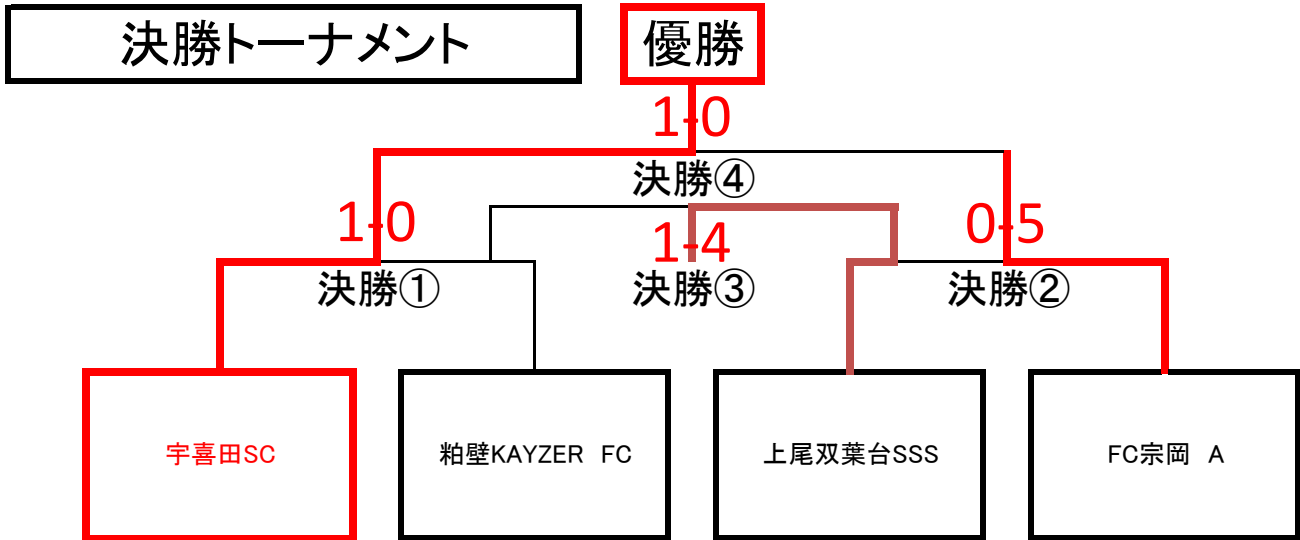 決勝トーナメント
優勝
1-0
決勝④
1-0
1-4
0-5
決勝①
決勝③
決勝②
宇喜田SC
粕壁KAYZER　FC
上尾双葉台SSS
FC宗岡　A